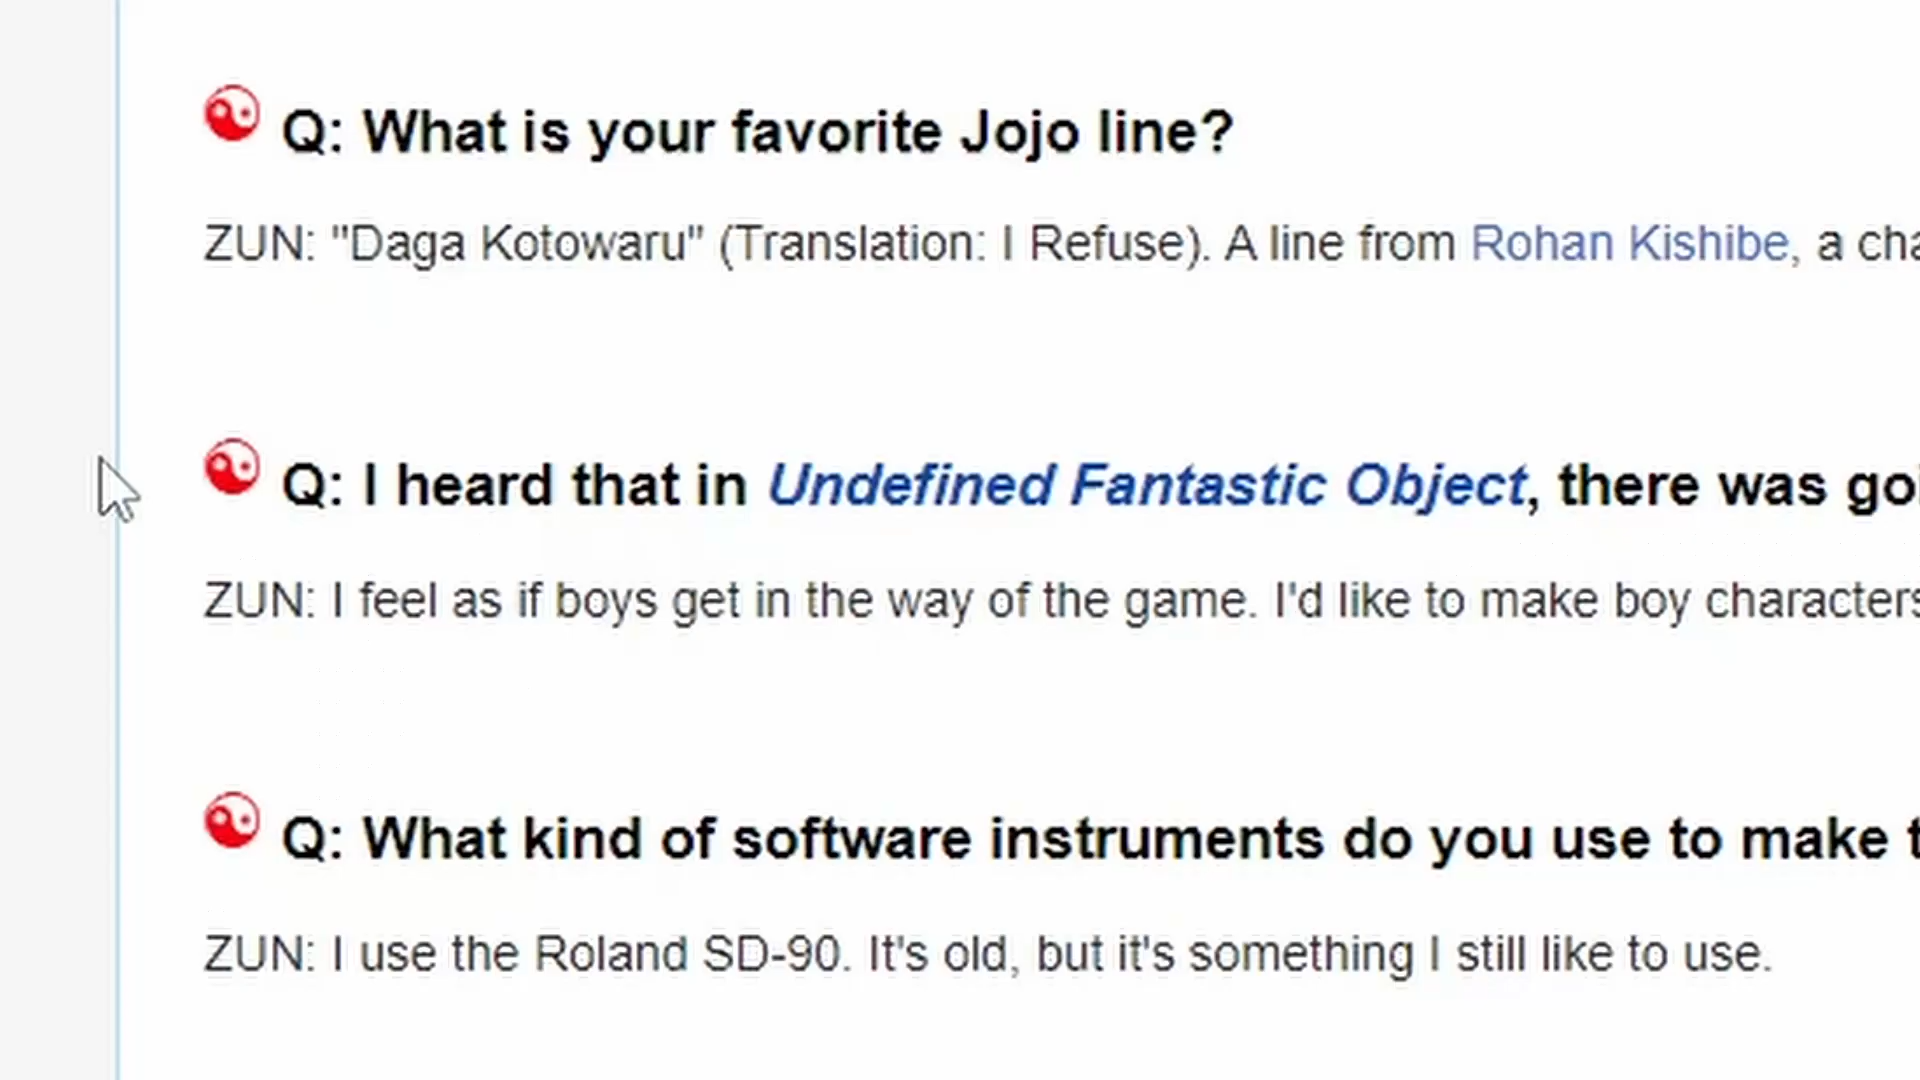 Q: What is your favorite Jojo line?
ZUN: "Daga Kotowaru" (Translation: I Refuse). A line from Rohan Kishibe, a cha
Q: I heard that in Undefined Fantastic Object, there was goi
ZUN: I feel as if boys get in the way of the game. I'd like to make boy characters
Q: What kind of software instruments do you use to make t
ZUN: I use the Roland SD-90. It's old, but it's something I still like to use.